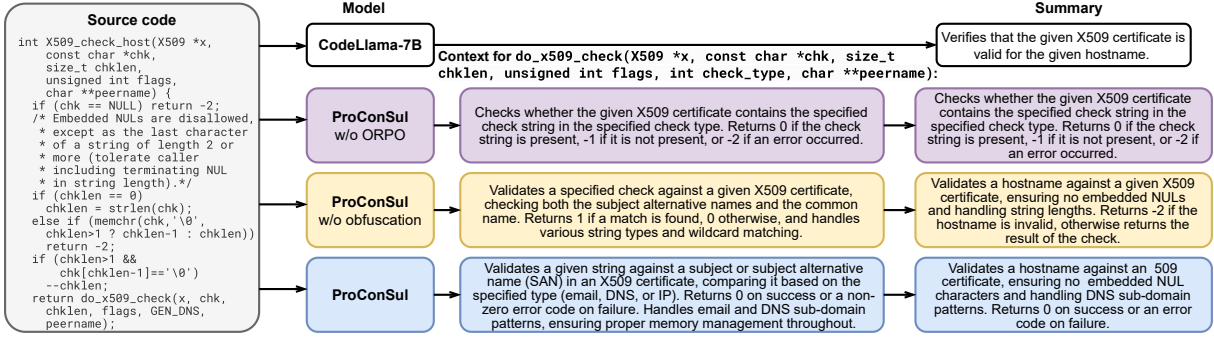 Source code
int X509_check_host(X509 *x,
const char *chk,
size_t chklen,
unsigned int flags,
char **peername) {
if (chk == NULL) return -2;
/* Embedded NULs are disallowed,
* except as the last character
* of a string of length 2 or
* more (tolerate caller
* including terminating NUL
* in string length).*/
if (chklen == 0)
chklen = strlen(chk);
else if (memchr(chk,'\0',
chklen>1 ? chklen-1 : chklen))
return -2;
if (chklen>1 &&
chk[chklen-1]=='\0')
--chklen;
return do_x509_check(x, chk,
chklen, flags, GEN_DNS,
peername);
Model
Summary
CodeLlama-7B
Verifies that the given X509 certificate is
valid for the given hostname.
Context for do_x509_check(X509 *x, const char *chk, size_t
chklen, unsigned int flags, int check_type, char **peername):
ProConSul
w/o ORPO
Checks whether the given X509 certificate contains the specified
check string in the specified check type. Returns 0 if the check
string is present, -1 if it is not present, or -2 if an error occurred.
Checks whether the given X509 certificate
contains the specified check string in the
specified check type. Returns 0 if the check
string is present, -1 if it is not present, or -2 if
an error occurred.
ProConSul
w/o obfuscation
Validates a specified check against a given X509 certificate,
checking both the subject alternative names and the common
name. Returns 1 if a match is found, 0 otherwise, and handles
various string types and wildcard matching.
Validates a hostname against a given X509
certificate, ensuring no embedded NULs
and handling string lengths. Returns -2 if the
hostname is invalid, otherwise returns the
result of the check.
ProConSul
Validates a given string against a subject or subject alternative
name (SAN) in an X509 certificate, comparing it based on the
specified type (email, DNS, or IP). Returns 0 on success or a non-
zero error code on failure. Handles email and DNS sub-domain
patterns, ensuring proper memory management throughout.
Validates a hostname against an 509
certificate, ensuring no embedded NUL
characters and handling DNS sub-domain
patterns. Returns 0 on success or an error
code on failure.